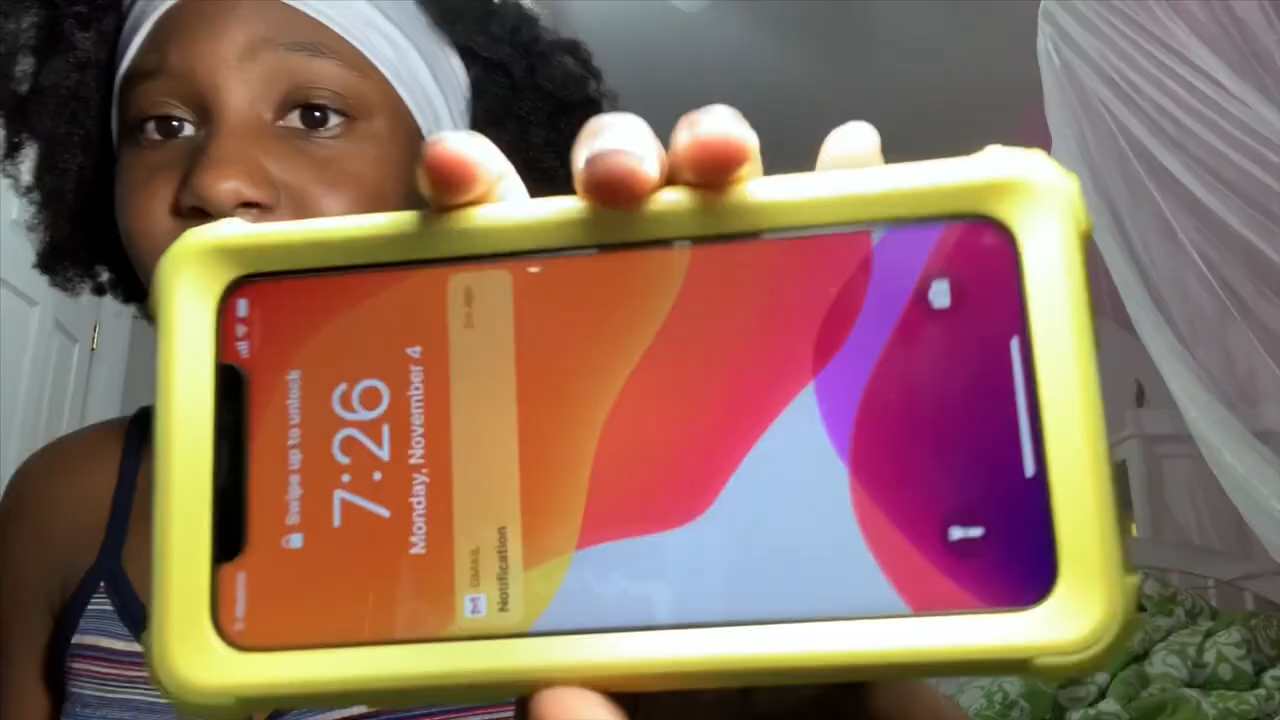 Swipe up to unlock
7:26
Monday, November 4
GMAIL
Notification